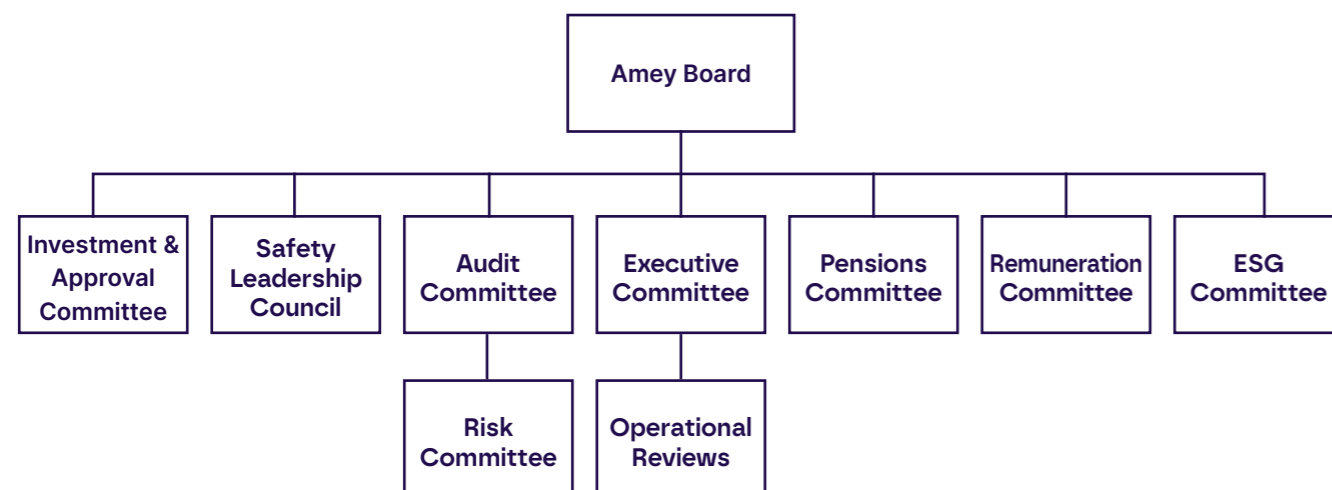 Amey Board
Investment &
Approval
Committee
Safety
Leadership
Council
Audit
Committee
Executive
Committee
Pensions
Committee
Remuneration
Committee
ESG
Committee
Risk
Committee
Operational
Reviews